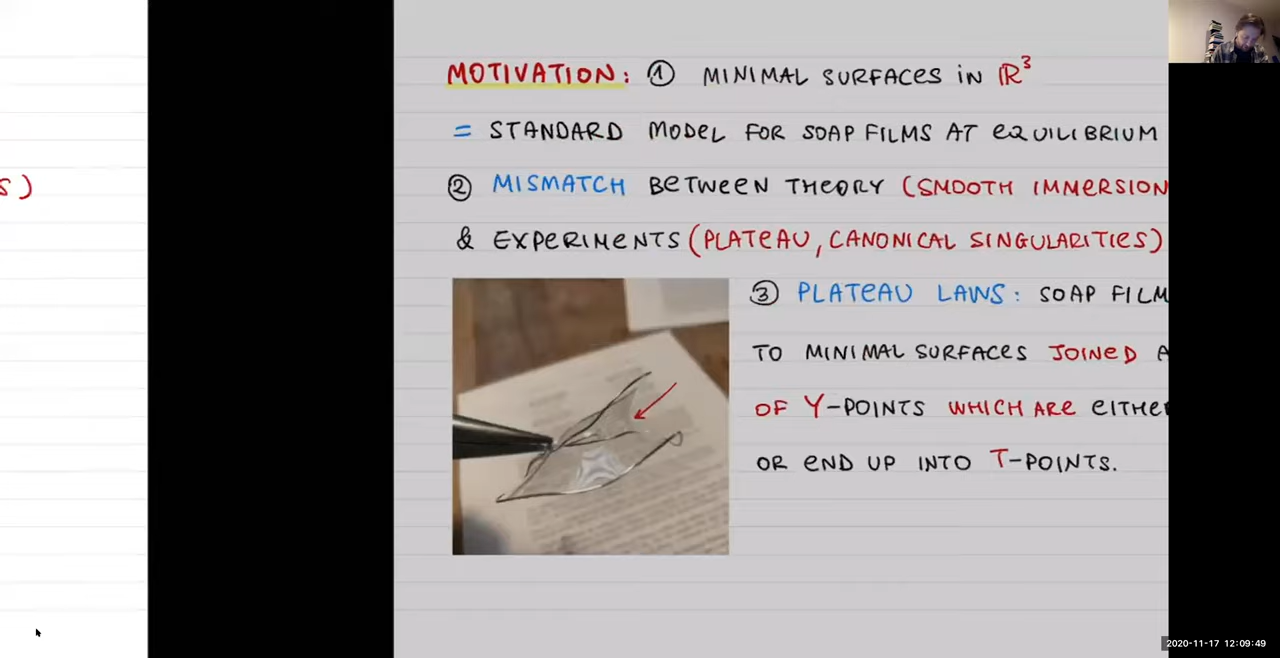 S)
MOTIVATION: ① MINIMAL SURFACES IN ℝ³
= STANDARD MODEL FOR SOAP FILMS AT EQUILIBRIUM
② MISMATCH BETWEEN THEORY (SMOOTH IMMERSION
& EXPERIMENTS (PLATEAU, CANONICAL SINGULARITIES)
③ PLATEAU LAWS: SOAP FILM
TO MINIMAL SURFACES JOINED A
OF Y-POINTS WHICH ARE EITHE
OR END UP INTO T-POINTS.
2020-11-17 12:09:49